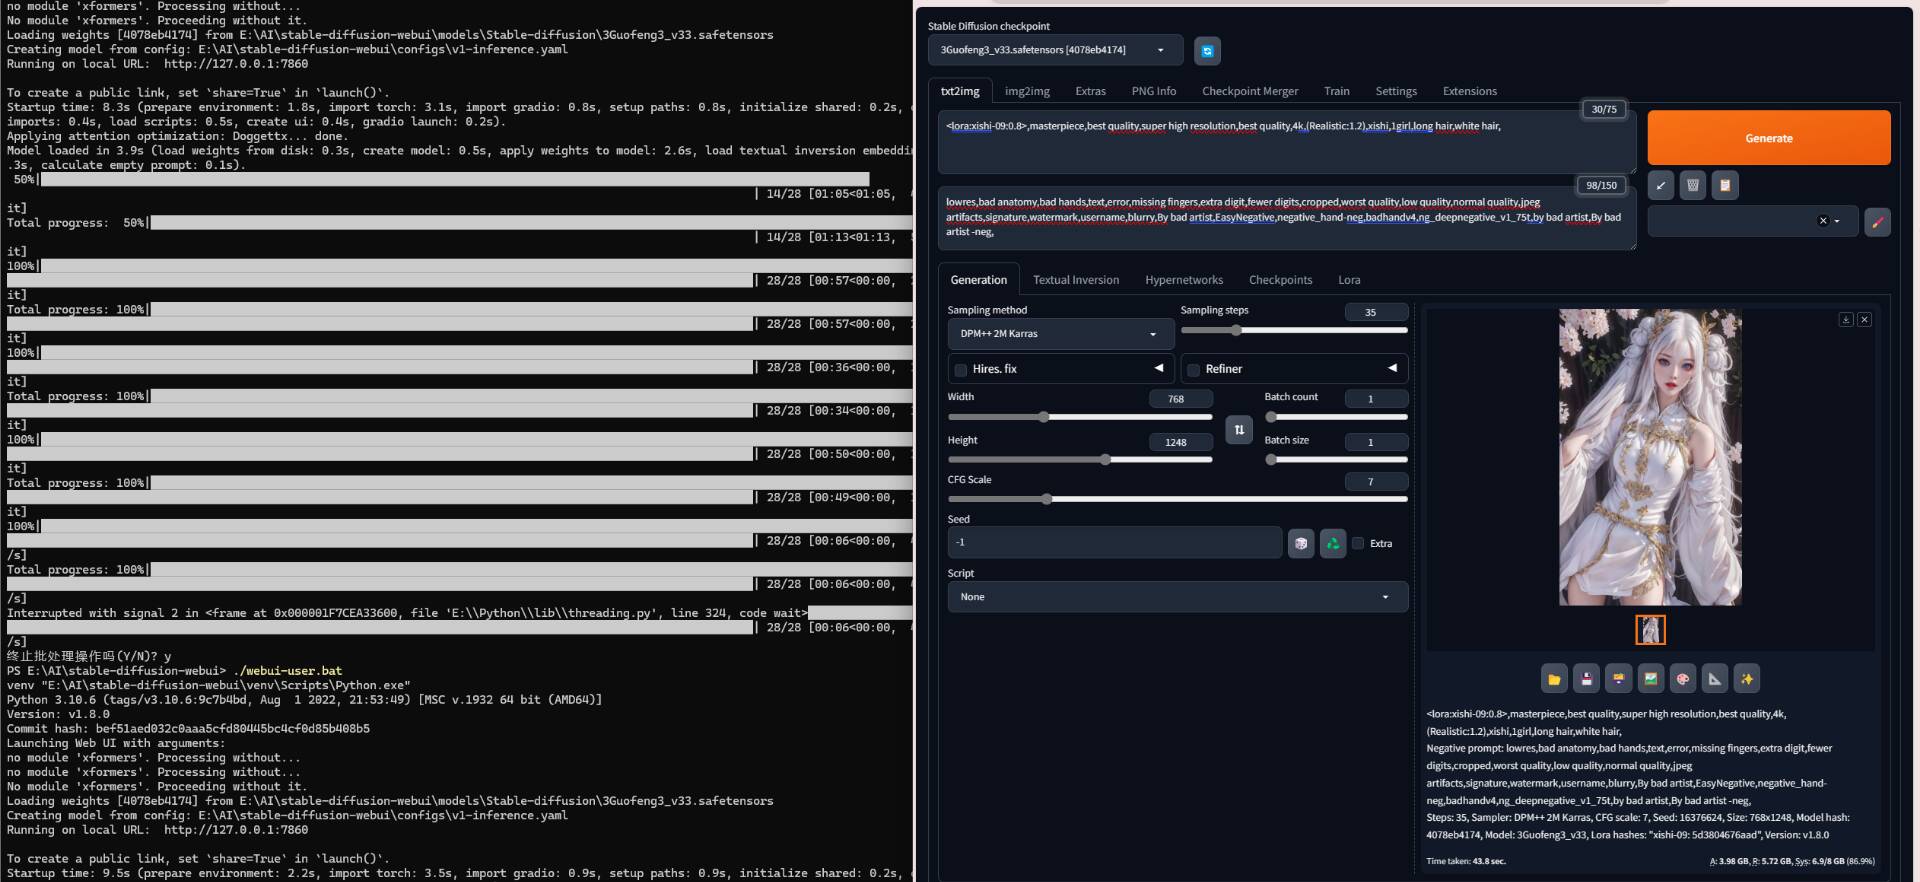 no module 'xformers'. Processing without...
No module 'xformers'. Proceeding without it.
Loading weights [4078eb4174] from E:\AI\stable-diffusion-webui\models\Stable-diffusion\3Guofeng3_v33.safetensors
Creating model from config: E:\AI\stable-diffusion-webui\configs\v1-inference.yaml
Running on local URL:  http://127.0.0.1:7860
To create a public link, set `share=True` in `launch()`.
Startup time: 8.3s (prepare environment: 1.8s, import torch: 3.1s, import gradio: 0.8s, setup paths: 0.8s, initialize shared: 0.2s,
imports: 0.4s, load scripts: 0.5s, create ui: 0.4s, gradio launch: 0.2s).
Applying attention optimization: Doggettx... done.
Model loaded in 3.9s (load weights from disk: 0.3s, create model: 0.5s, apply weights to model: 2.6s, load textual inversion embeddi
.3s, calculate empty prompt: 0.1s).
50%|
| 14/28 [01:05<01:05,
it]
Total progress:  50%|
| 14/28 [01:13<01:13,
it]
100%|
| 28/28 [00:57<00:00,
it]
Total progress: 100%|
| 28/28 [00:57<00:00,
it]
100%|
| 28/28 [00:36<00:00,
it]
Total progress: 100%|
| 28/28 [00:34<00:00,
it]
100%|
| 28/28 [00:50<00:00,
it]
Total progress: 100%|
| 28/28 [00:49<00:00,
it]
100%|
| 28/28 [00:06<00:00,
/s]
Total progress: 100%|
| 28/28 [00:06<00:00,
/s]
Interrupted with signal 2 in <frame at 0x000001F7CEA33600, file 'E:\\Python\\lib\\threading.py', line 324, code wait>
| 28/28 [00:06<00:00,
/s]
终止批处理操作吗(Y/N)? y
PS E:\AI\stable-diffusion-webui> ./webui-user.bat
venv "E:\AI\stable-diffusion-webui\venv\Scripts\Python.exe"
Python 3.10.6 (tags/v3.10.6:9c7b4bd, Aug  1 2022, 21:53:49) [MSC v.1932 64 bit (AMD64)]
Version: v1.8.0
Commit hash: bef51aed032c0aaa5cfd80445bc4cf0d85b408b5
Launching Web UI with arguments:
no module 'xformers'. Processing without...
no module 'xformers'. Processing without...
No module 'xformers'. Proceeding without it.
Loading weights [4078eb4174] from E:\AI\stable-diffusion-webui\models\Stable-diffusion\3Guofeng3_v33.safetensors
Creating model from config: E:\AI\stable-diffusion-webui\configs\v1-inference.yaml
Running on local URL:  http://127.0.0.1:7860
To create a public link, set `share=True` in `launch()`.
Startup time: 9.5s (prepare environment: 2.2s, import torch: 3.5s, import gradio: 0.9s, setup paths: 0.9s, initialize shared: 0.2s,
Stable Diffusion checkpoint
3Guofeng3_v33.safetensors [4078eb4174]
txt2img img2img Extras PNG Info Checkpoint Merger Train Settings Extensions
30/75
<lora:xishi-09:0.8>,masterpiece,best quality,super high resolution,best quality,4k,(Realistic:1.2),xishi,1girl,long hair,white hair,
Generate
98/150
lowres,bad anatomy,bad hands,text,error,missing fingers,extra digit,fewer digits,cropped,worst quality,low quality,normal quality,jpeg
artifacts,signature,watermark,username,blurry,By bad artist,EasyNegative,negative_hand-neg,badhandv4,ng_deepnegative_v1_75t,by bad artist,By bad
artist -neg,
Generation Textual Inversion Hypernetworks Checkpoints Lora
Sampling method
DPM++ 2M Karras
Sampling steps
35
Hires. fix
Refiner
Width
768
Batch count
1
Height
1248
Batch size
1
CFG Scale
7
Seed
-1
Extra
Script
None
<lora:xishi-09:0.8>,masterpiece,best quality,super high resolution,best quality,4k,
(Realistic:1.2),xishi,1girl,long hair,white hair,
Negative prompt: lowres,bad anatomy,bad hands,text,error,missing fingers,extra digit,fewer
digits,cropped,worst quality,low quality,normal quality,jpeg
artifacts,signature,watermark,username,blurry,By bad artist,EasyNegative,negative_hand-
neg,badhandv4,ng_deepnegative_v1_75t,by bad artist,By bad artist -neg,
Steps: 35, Sampler: DPM++ 2M Karras, CFG scale: 7, Seed: 16376624, Size: 768x1248, Model hash:
4078eb4174, Model: 3Guofeng3_v33, Lora hashes: "xishi-09: 5d3804676aad", Version: v1.8.0
Time taken: 43.8 sec.
A: 3.98 GB, R: 5.72 GB, Sys: 6.9/8 GB (86.9%)